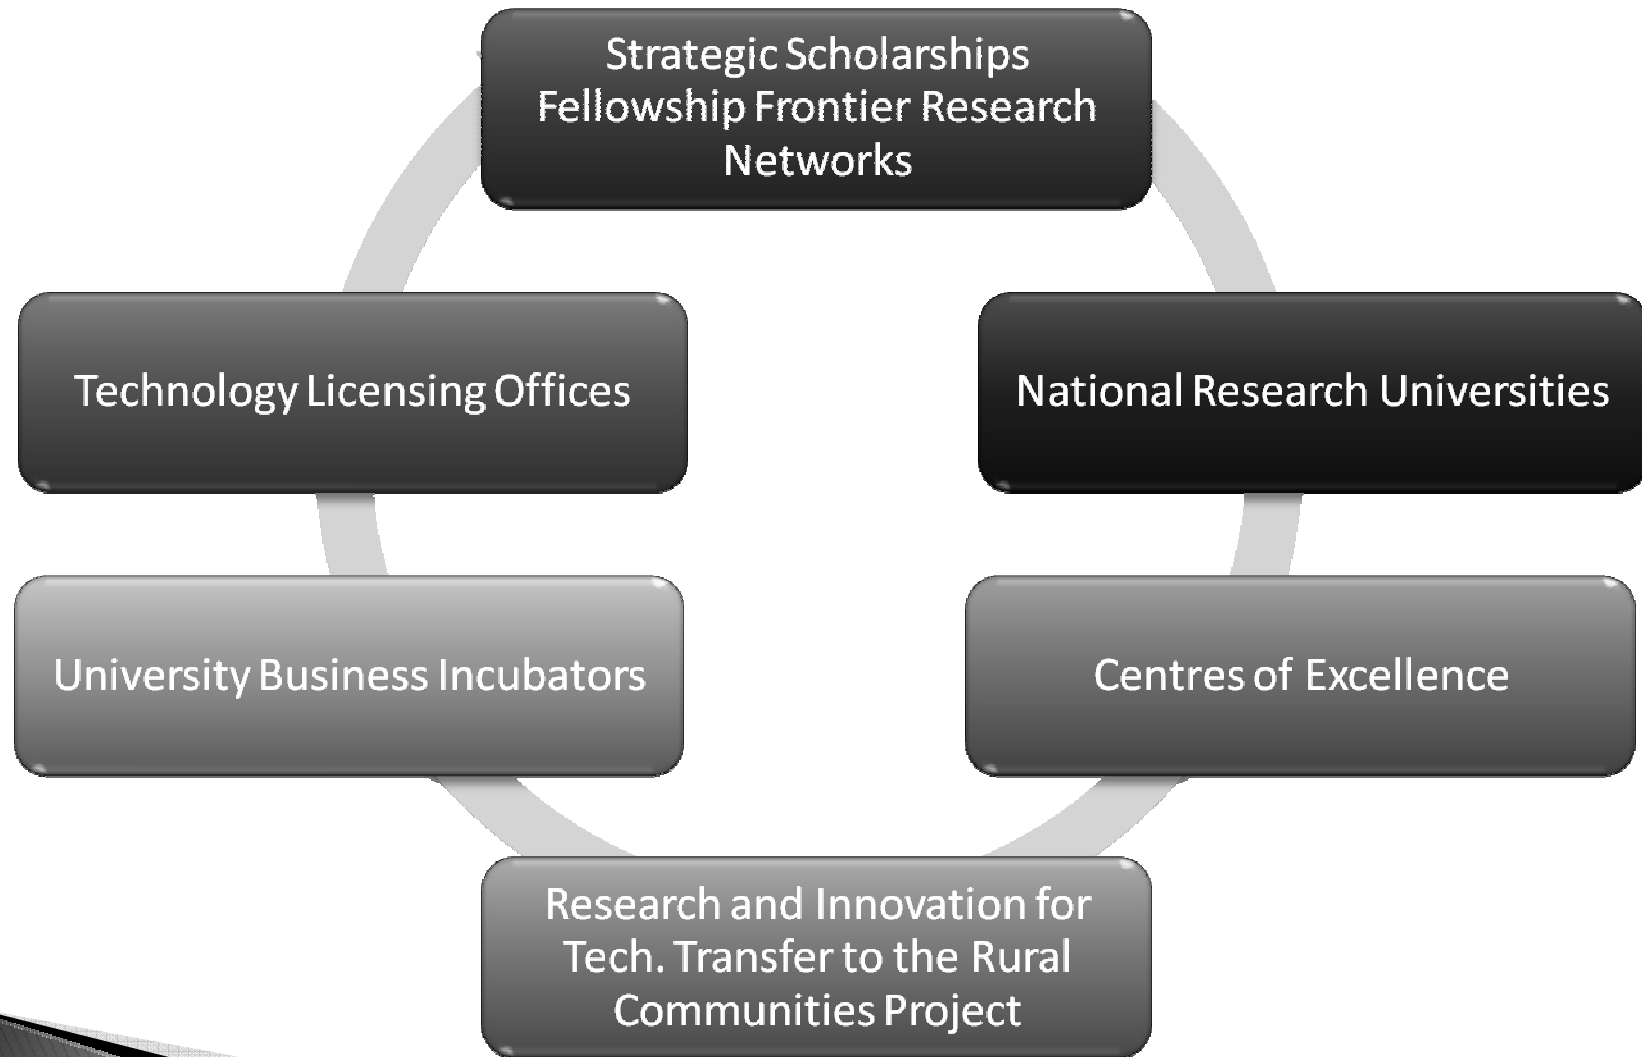 Strategic Scholarships
Fellowship Frontier Research
Networks
Technology Licensing Offices
National Research Universities
University Business Incubators
Centres of Excellence
Research and Innovation for
Tech. Transfer to the Rural
Communities Project